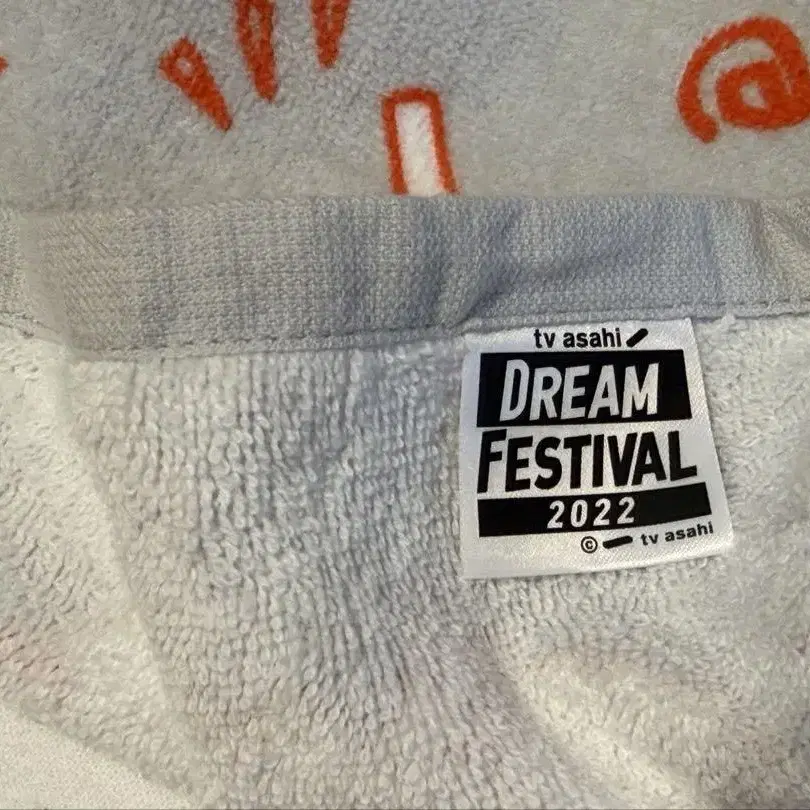 tv asahi
DREAM
FESTIVAL
2022
© tv asahi